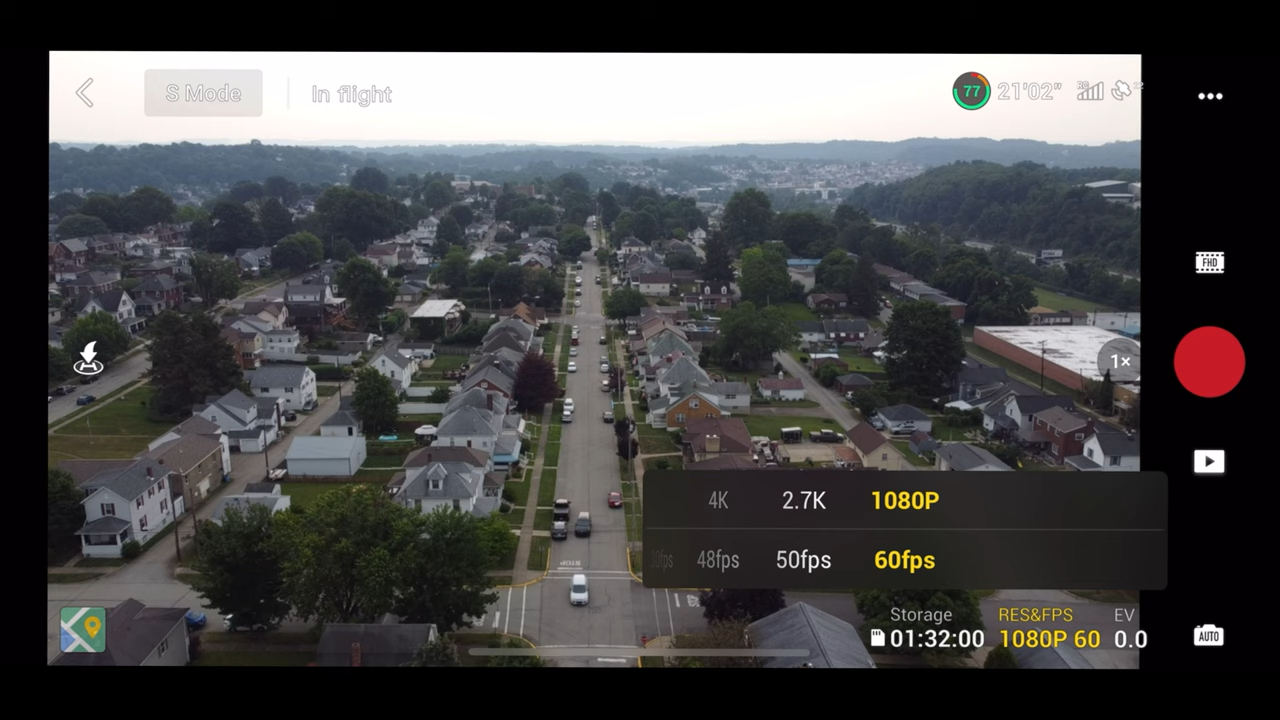 S Mode
In flight
77
21'02"
RC
FHD
1×
4K
2.7K
1080P
48fps
50fps
60fps
Storage
RES&FPS
EV
01:32:00
1080P 60
0.0
AUTO